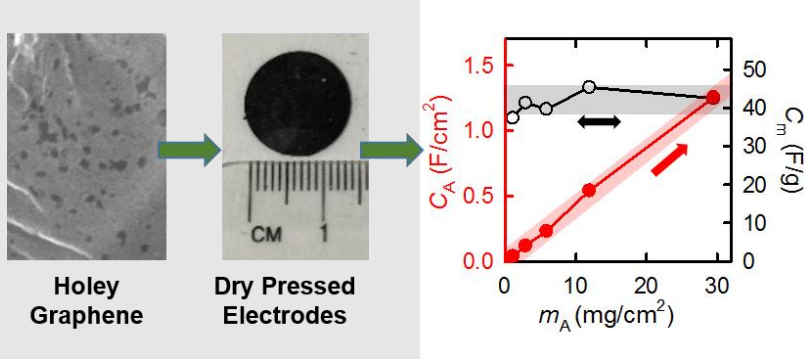 Holey
Graphene
CM 1
Dry Pressed
Electrodes
C_A (F/cm²)
1.5
1.0
0.5
0.0
0 10 20 30
m_A (mg/cm²)
50
40
30
20
10
0
C_m (F/g)